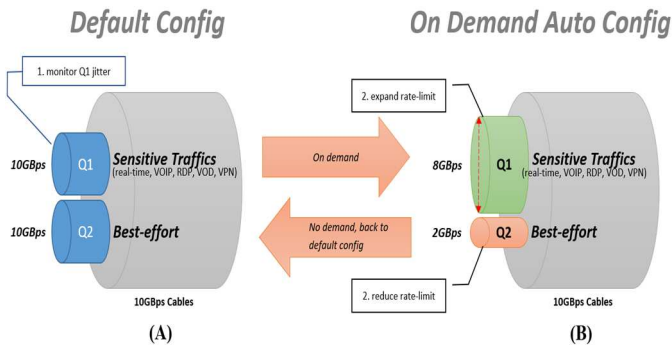 Default Config
On Demand Auto Config
1. monitor Q1 jitter
2. expand rate-limit
10GBps
Q1
Sensitive Traffics
(real-time, VOIP, RDP, VOD, VPN)
On demand
8GBps
Q1
Sensitive Traffics
(real-time, VOIP, RDP, VOD, VPN)
10GBps
Q2
Best-effort
No demand, back to
default config
2GBps
Q2
Best-effort
10GBps Cables
2. reduce rate-limit
10GBps Cables
(A)
(B)